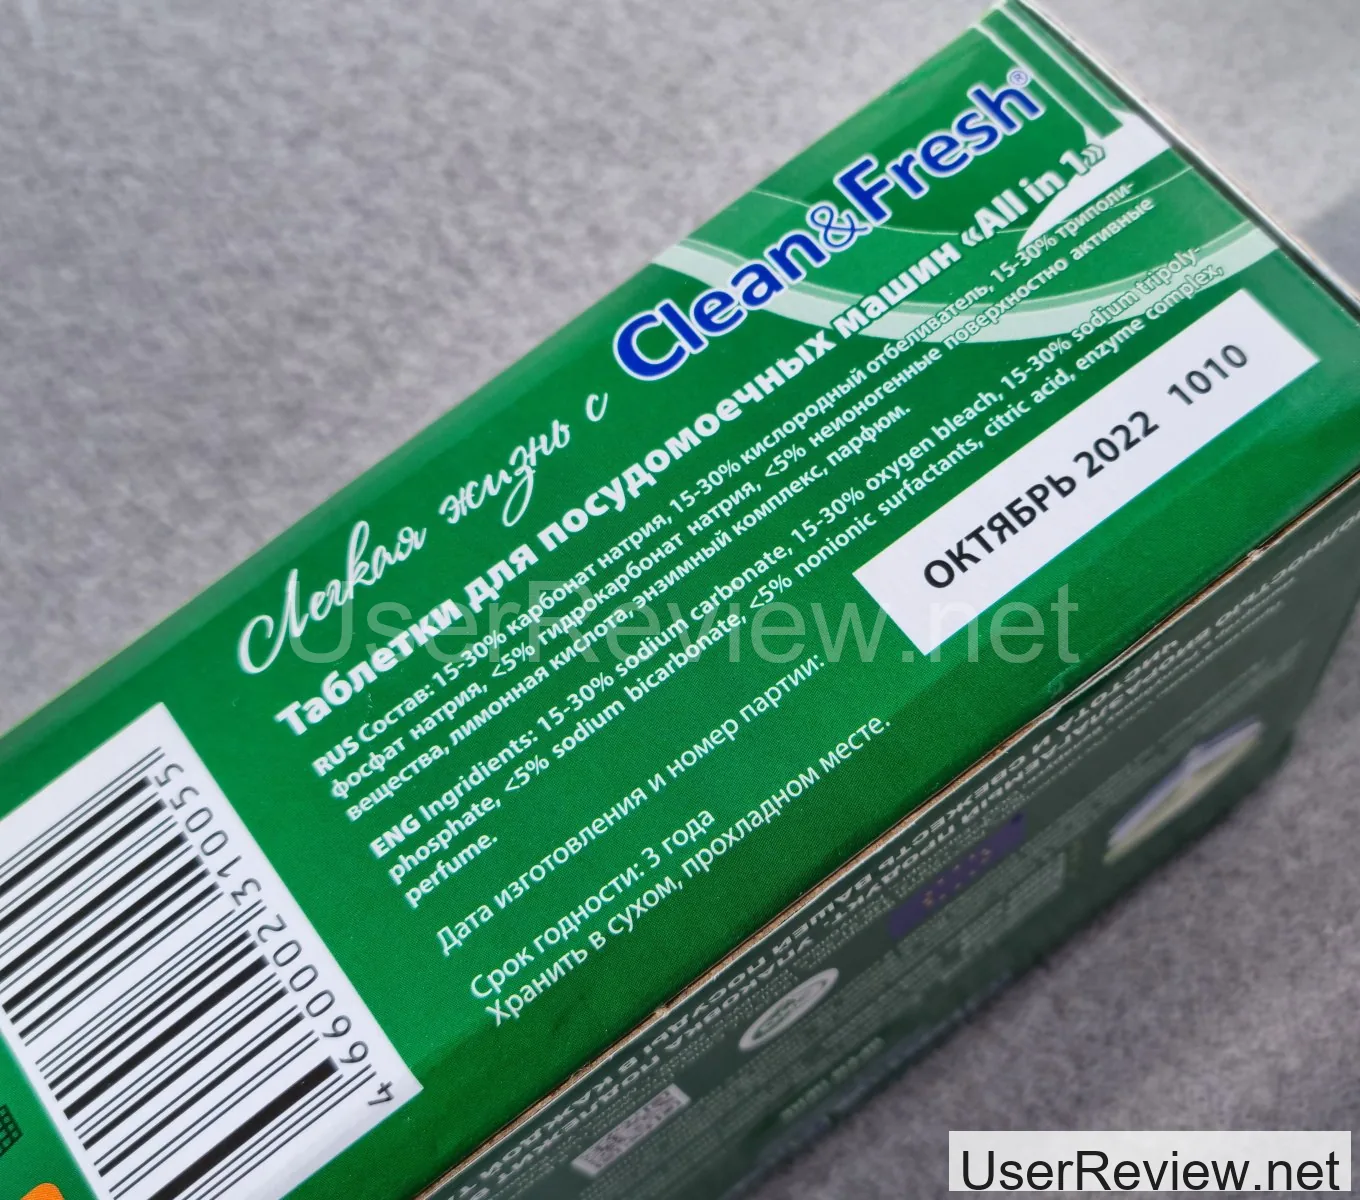 Легкая жизнь с Clean&Fresh®
Таблетки для посудомоечных машин «All in 1»
RUS Состав: 15-30% карбонат натрия, 15-30% кислородный отбеливатель, 15-30% триполи-
фосфат натрия, <5% гидрокарбонат натрия, <5% неионогенные поверхностно активные
вещества, лимонная кислота, энзимный комплекс, парфюм.
ENG Ingridients: 15-30% sodium carbonate, 15-30% oxygen bleach, 15-30% sodium tripoly-
phosphate, <5% sodium bicarbonate, <5% nonionic surfactants, citric acid, enzyme complex,
perfume.
Дата изготовления и номер партии:
ОКТЯБРЬ 2022 1010
Срок годности: 3 года
Хранить в сухом, прохладном месте.
4 660002 310055
UserReview.net
UserReview.net